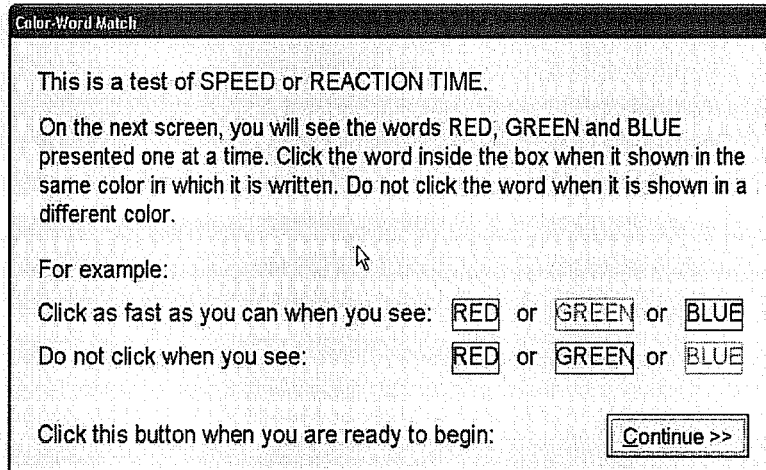 Color-Word Match
This is a test of SPEED or REACTION TIME.
On the next screen, you will see the words RED, GREEN and BLUE
presented one at a time. Click the word inside the box when it shown in the
same color in which it is written. Do not click the word when it is shown in a
different color.
For example:
Click as fast as you can when you see: RED or GREEN or BLUE
Do not click when you see: RED or GREEN or BLUE
Click this button when you are ready to begin: Continue >>